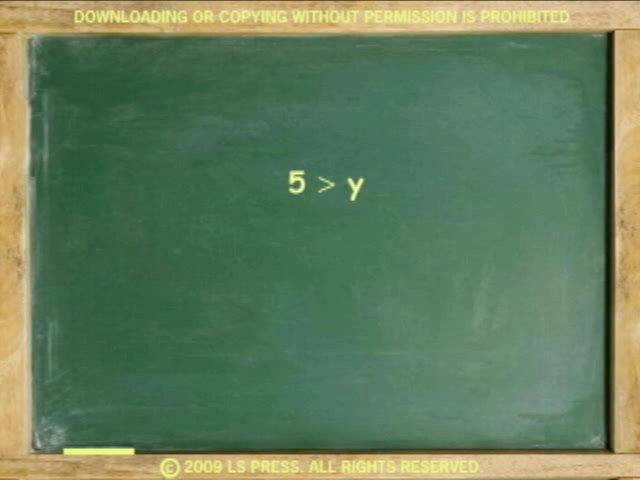 DOWNLOADING OR COPYING WITHOUT PERMISSION IS PROHIBITED
5 > y
© 2009 LS PRESS. ALL RIGHTS RESERVED.